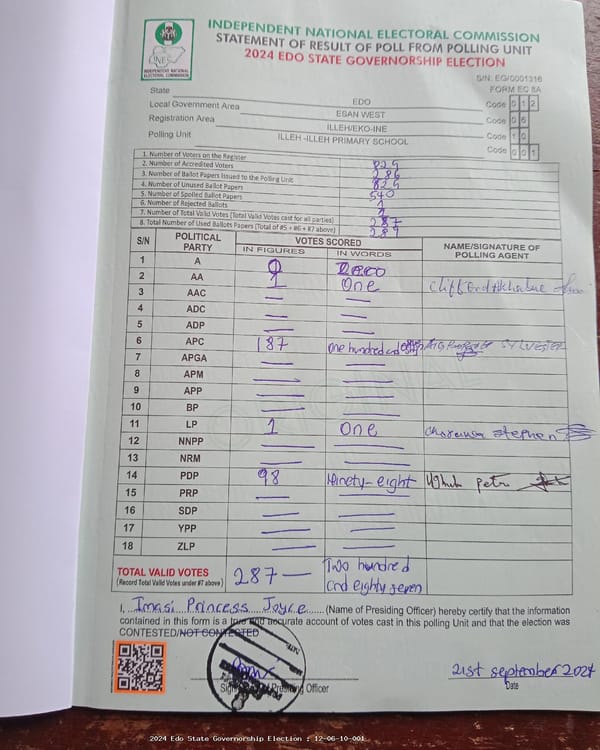 INDEPENDENT NATIONAL ELECTORAL COMMISSION
STATEMENT OF RESULT OF POLL FROM POLLING UNIT
2024 EDO STATE GOVERNORSHIP ELECTION
INEC
INDEPENDENT NATIONAL
ELECTORAL COMMISSION
S/N: EG/0001316
FORM EC 8A
State EDO Code 0 1 2
Local Government Area ESAN WEST Code 0 6
Registration Area ILLEH/EKO-INE Code 1 0
Polling Unit ILLEH -ILLEH PRIMARY SCHOOL Code 0 0 1
1. Number of Voters on the Register 829
2. Number of Accredited Voters 286
3. Number of Ballot Papers Issued to the Polling Unit 829
4. Number of Unused Ballot Papers 540
5. Number of Spoiled Ballot Papers 1
6. Number of Rejected Ballots 1
7. Number of Total Valid Votes (Total Valid Votes cast for all parties) 287
8. Total Number of Used Ballots Papers (Total of #5 + #6 + #7 above) 289
S/N POLITICAL PARTY VOTES SCORED NAME/SIGNATURE OF POLLING AGENT
IN FIGURES IN WORDS
1 A
2 AA 1 One Clifford
3 AAC — —
4 ADC — —
5 ADP — —
6 APC 187 One hundred and SYLVESTER
7 APGA — —
8 APM — —
9 APP — —
10 BP — —
11 LP 1 One stephen
12 NNPP — —
13 NRM — —
14 PDP 98 Ninety-eight
15 PRP — —
16 SDP — —
17 YPP — —
18 ZLP — —
TOTAL VALID VOTES 287 — Two hundred
(Record Total Valid Votes under #7 above) and eighty seven
I, Imasi Princess Joyce (Name of Presiding Officer) hereby certify that the information
contained in this form is a true and accurate account of votes cast in this polling Unit and that the election was
CONTESTED/NOT CONTESTED
21st september 2024
Signature of Presiding Officer Date
2024 Edo State Governorship Election : 12-06-10-001